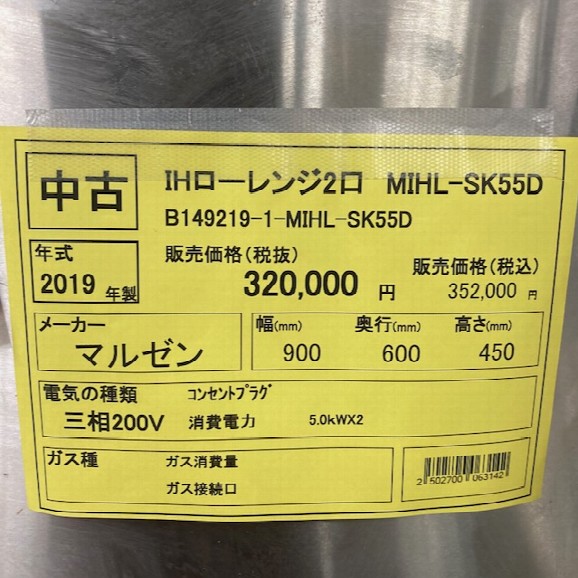 中古
IHローレンジ2口 MIHL-SK55D
B149219-1-MIHL-SK55D
年式
2019 年製
販売価格(税抜)
320,000 円
販売価格(税込)
352,000 円
メーカー
マルゼン
幅(mm) 奥行(mm) 高さ(mm)
900 600 450
電気の種類
三相200V
コンセントプラグ
消費電力 5.0kWX2
ガス種
ガス消費量
ガス接続口
2 502700 063142